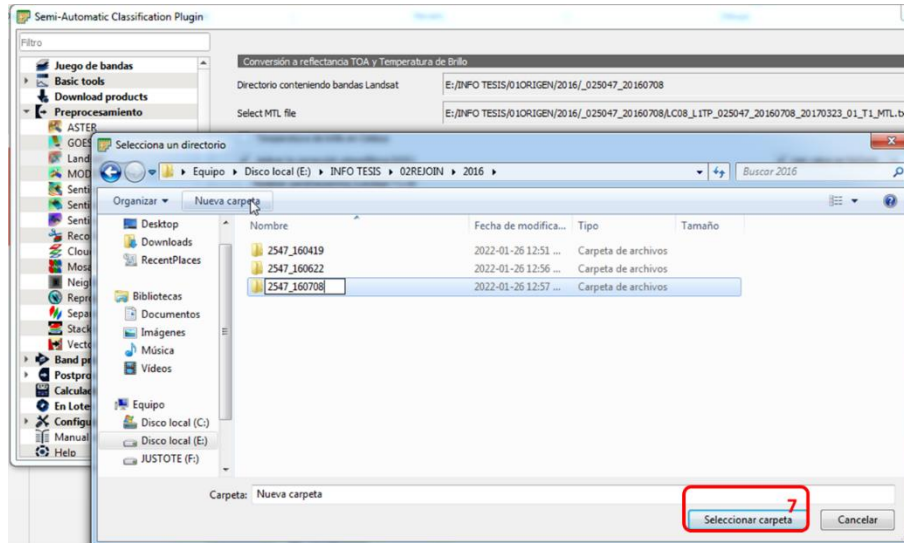 Semi-Automatic Classification Plugin
Filtro
Juego de bandas
Basic tools
Download products
Preprocesamiento
ASTER
GOES
Land
MOD
Senti
Senti
Senti
Reco
Clou
Mosa
Neig
Repr
Sepa
Stack
Vecto
Band pr
Postpro
Calcula
En Lote
Configu
Manual
Help
Conversión a reflectancia TOA y Temperatura de Brillo
Directorio conteniendo bandas Landsat
E:/INFO TESIS/01ORIGEN/2016/_025047_20160708
Select MTL file
E:/INFO TESIS/01ORIGEN/2016/_025047_20160708/LC08_L1TP_025047_20160708_20170323_01_T1_MTL.tx
Selecciona un directorio
Equipo
Disco local (E:)
INFO TESIS
02REJOIN
2016
Buscar 2016
Organizar
Nueva carpeta
Desktop
Downloads
RecentPlaces
Bibliotecas
Documentos
Imágenes
Música
Vídeos
Equipo
Disco local (C:)
Disco local (E:)
JUSTOTE (F:)
Nombre
Fecha de modifica...
Tipo
Tamaño
2547_160419
2022-01-26 12:51 ...
Carpeta de archivos
2547_160622
2022-01-26 12:56 ...
Carpeta de archivos
2547_160708
2022-01-26 12:57 ...
Carpeta de archivos
Carpeta:
Nueva carpeta
7
Seleccionar carpeta
Cancelar